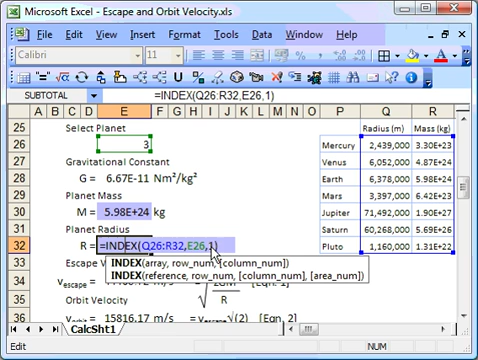 Microsoft Excel - Escape and Orbit Velocity.xls
File Edit View Insert Format Tools Data Window Help
Calibri 11 B I U
SUBTOTAL =INDEX(Q26:R32,E26,1)
A B C D E F G H I J L M N O P Q R
25 Select Planet Radius (m) Mass (kg)
26 3 Mercury 2,439,000 3.30E+23
27 Gravitational Constant Venus 6,052,000 4.87E+24
28 G = 6.67E-11 Nm²/kg² Earth 6,378,000 5.98E+24
29 Planet Mass Mars 3,397,000 6.42E+23
30 M = 5.98E+24 kg Jupiter 71,492,000 1.90E+27
31 Planet Radius Saturn 60,268,000 5.69E+26
32 R = =INDEX(Q26:R32,E26,1) Pluto 1,160,000 1.31E+22
33 Escape
INDEX(array, row_num, [column_num])
INDEX(reference, row_num, [column_num], [area_num])
34 R
35 Orbit Velocity
36 15816.17 m/s = v escape √(2) [Eqn. 2]
CalcSht1
Edit NUM